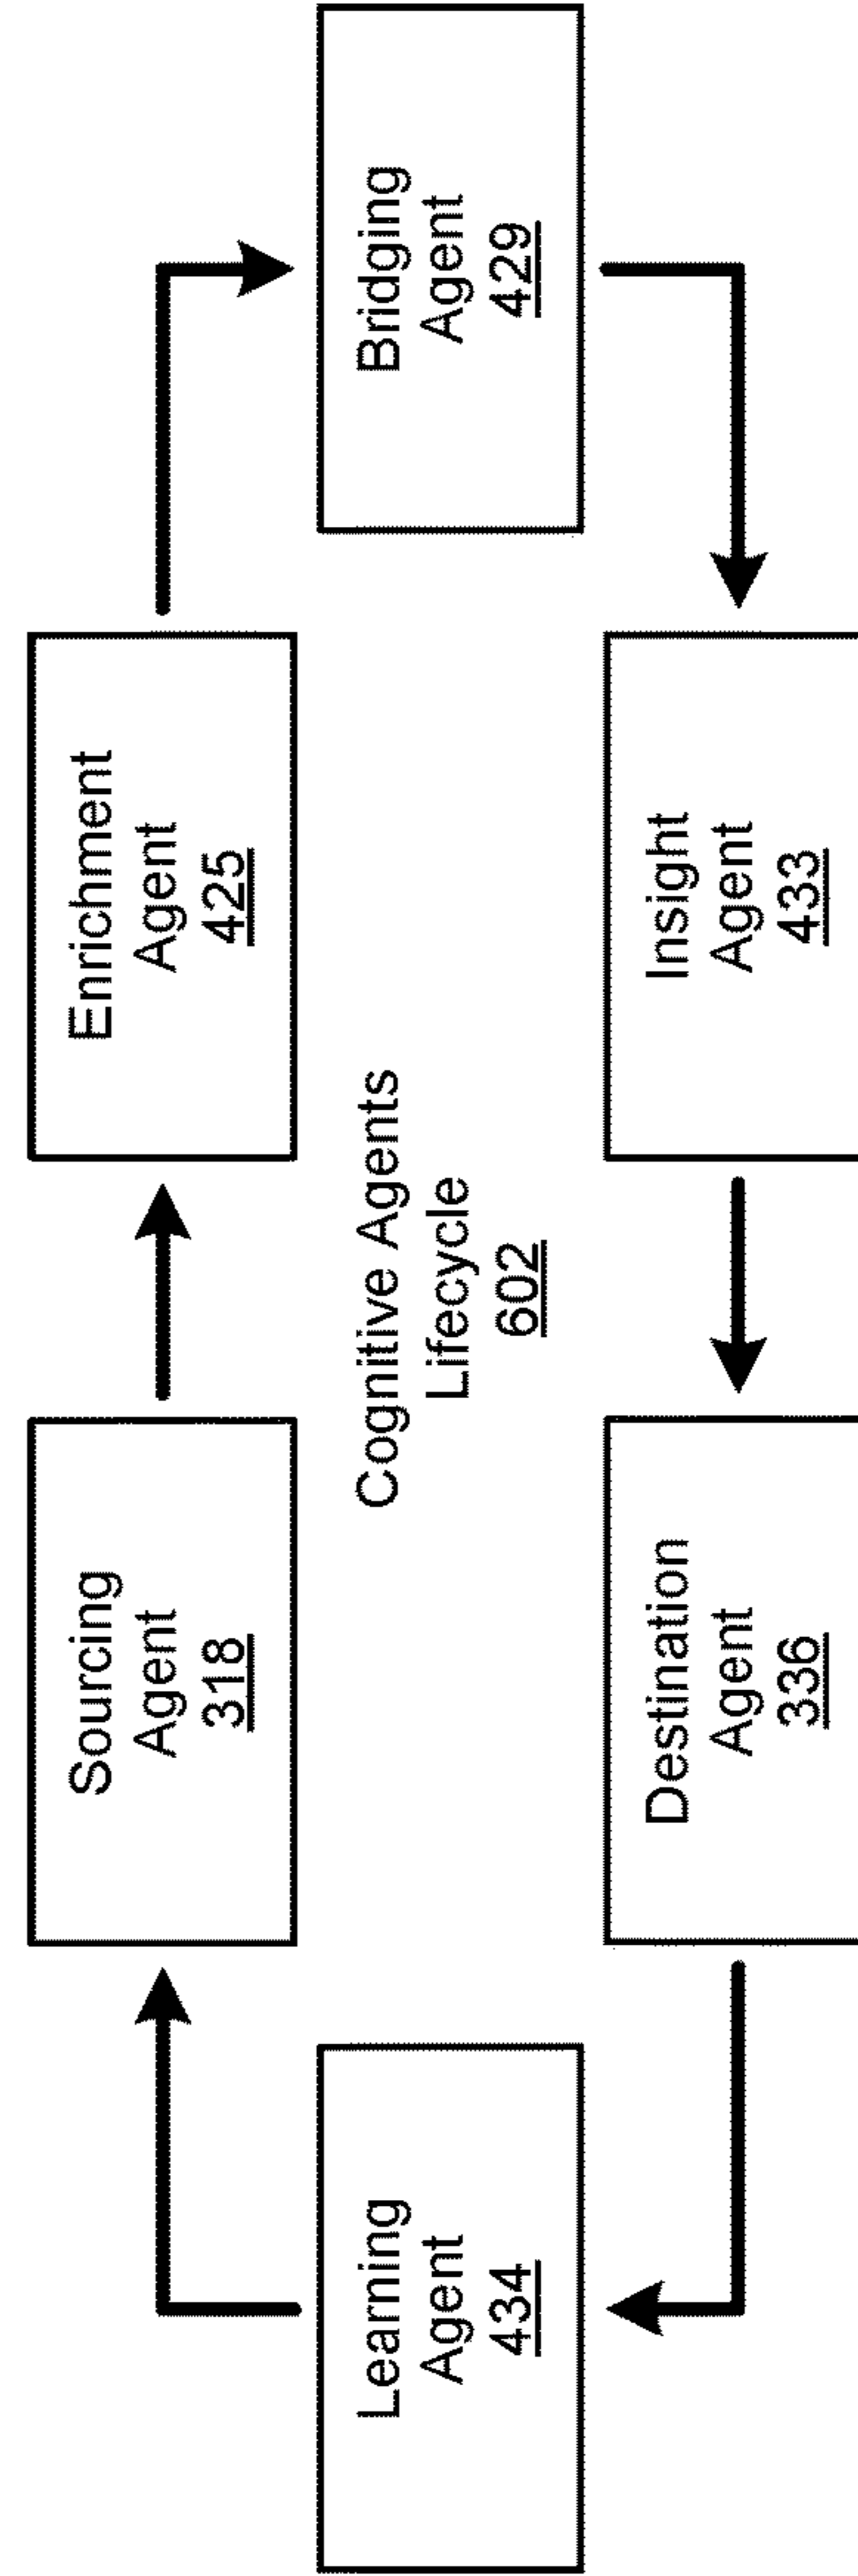 Sourcing
Agent
318
Enrichment
Agent
425
Learning
Agent
434
Cognitive Agents
Lifecycle
602
Bridging
Agent
429
Destination
Agent
336
Insight
Agent
433